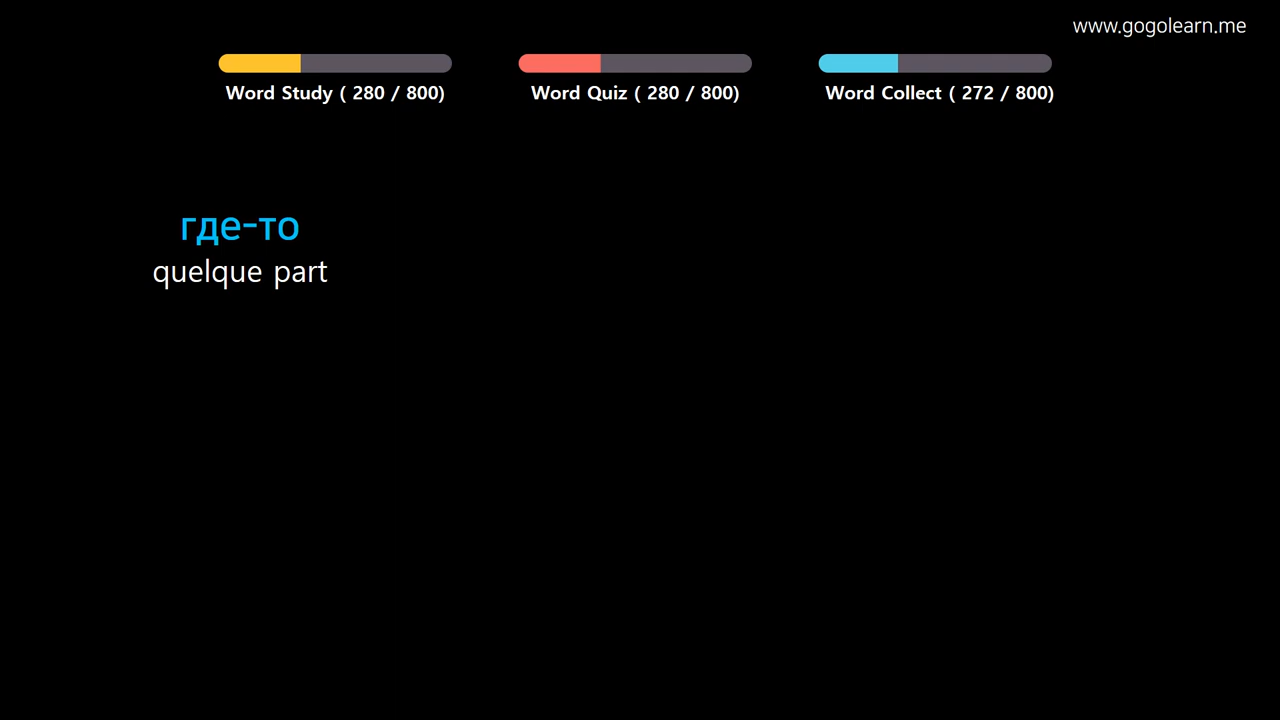 www.gogolearn.me
Word Study ( 280 / 800)
Word Quiz ( 280 / 800)
Word Collect ( 272 / 800)
где-то
quelque part